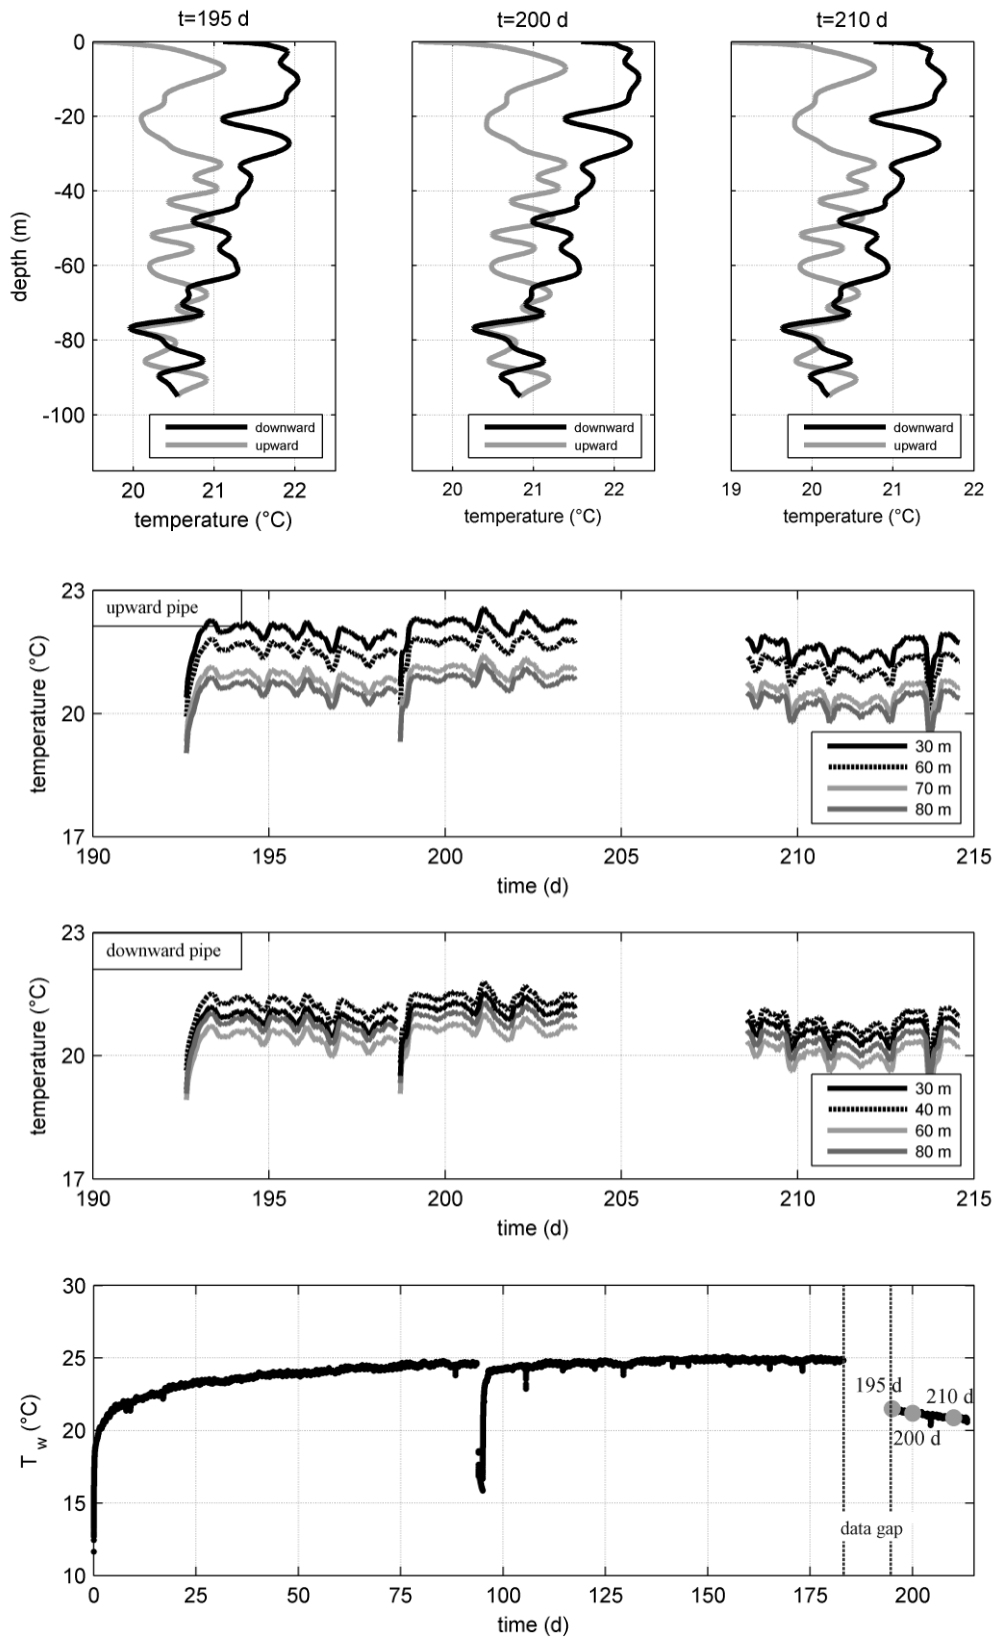 t=195 d
t=200 d
t=210 d
0
-20
-40
-60
-80
-100
depth (m)
downward
upward
downward
upward
downward
upward
20 21 22
20 21 22
19 20 21 22
temperature (°C)
temperature (°C)
temperature (°C)
23
20
17
temperature (°C)
upward pipe
30 m
60 m
70 m
80 m
190 195 200 205 210 215
time (d)
23
20
17
temperature (°C)
downward pipe
30 m
40 m
60 m
80 m
190 195 200 205 210 215
time (d)
30
25
20
15
10
T w (°C)
195 d
210 d
200 d
data gap
0 25 50 75 100 125 150 175 200
time (d)